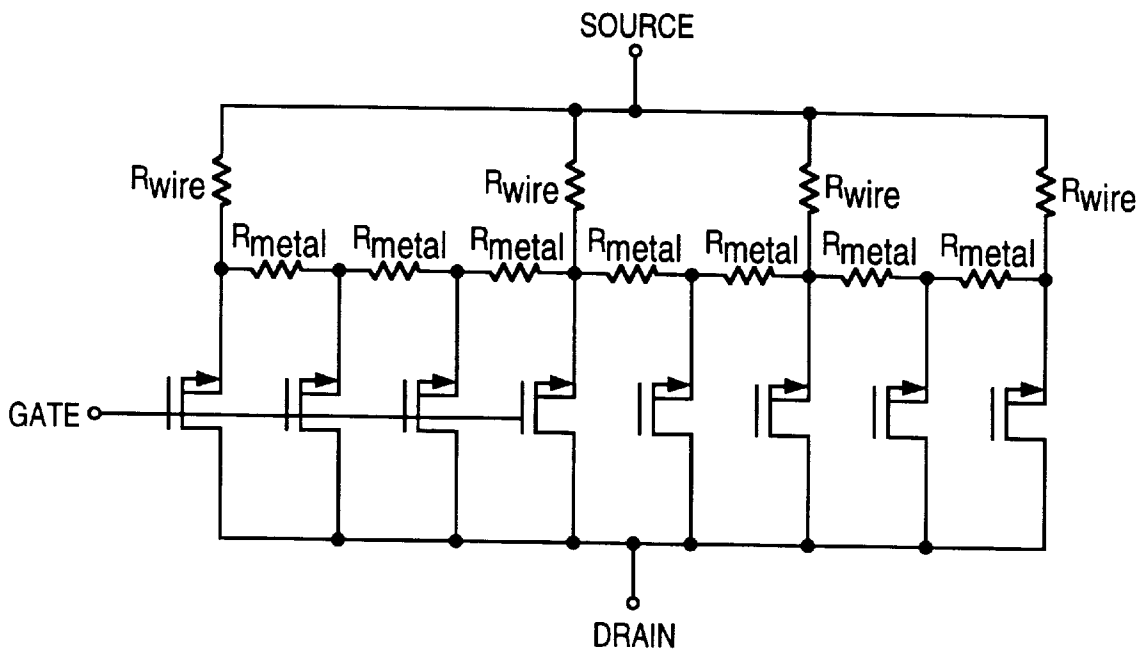 SOURCE
Rwire
Rwire
Rwire
Rwire
Rmetal
Rmetal
Rmetal
Rmetal
Rmetal
Rmetal
Rmetal
GATE
DRAIN